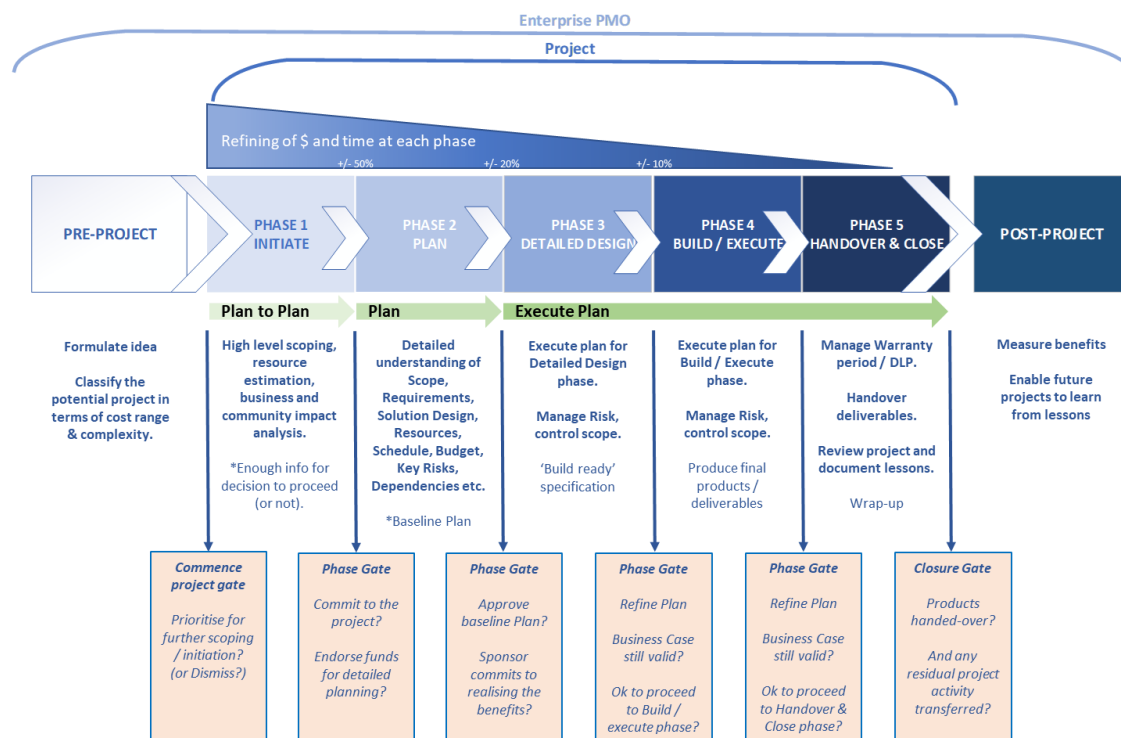 Enterprise PMO
Project
Refining of $ and time at each phase
+/- 50%
+/- 20%
+/- 10%
PRE-PROJECT
PHASE 1
INITIATE
PHASE 2
PLAN
PHASE 3
DETAILED DESIGN
PHASE 4
BUILD / EXECUTE
PHASE 5
HANDOVER & CLOSE
POST-PROJECT
Plan to Plan
Plan
Execute Plan
Formulate idea
Classify the
potential project in
terms of cost range
& complexity.
High level scoping,
resource
estimation,
business and
community impact
analysis.
*Enough info for
decision to proceed
(or not).
Detailed
understanding of
Scope,
Requirements,
Solution Design,
Resources,
Schedule, Budget,
Key Risks,
Dependencies etc.
*Baseline Plan
Execute plan for
Detailed Design
phase.
Manage Risk,
control scope.
‘Build ready’
specification
Execute plan for
Build / Execute
phase.
Manage Risk,
control scope.
Produce final
products /
deliverables
Manage Warranty
period / DLP.
Handover
deliverables.
Review project and
document lessons.
Wrap-up
Measure benefits
Enable future
projects to learn
from lessons
Commence
project gate
Prioritise for
further scoping
/ initiation?
(or Dismiss?)
Phase Gate
Commit to the
project?
Endorse funds
for detailed
planning?
Phase Gate
Approve
baseline Plan?
Sponsor
commits to
realising the
benefits?
Phase Gate
Refine Plan
Business Case
still valid?
Ok to proceed
to Build /
execute phase?
Phase Gate
Refine Plan
Business Case
still valid?
Ok to proceed
to Handover &
Close phase?
Closure Gate
Products
handed-over?
And any
residual project
activity
transferred?